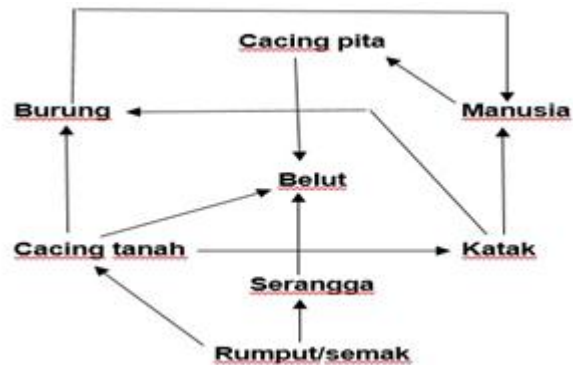 Cacing pita
Burung
Manusia
Belut
Cacing tanah
Katak
Serangga
Rumput/semak